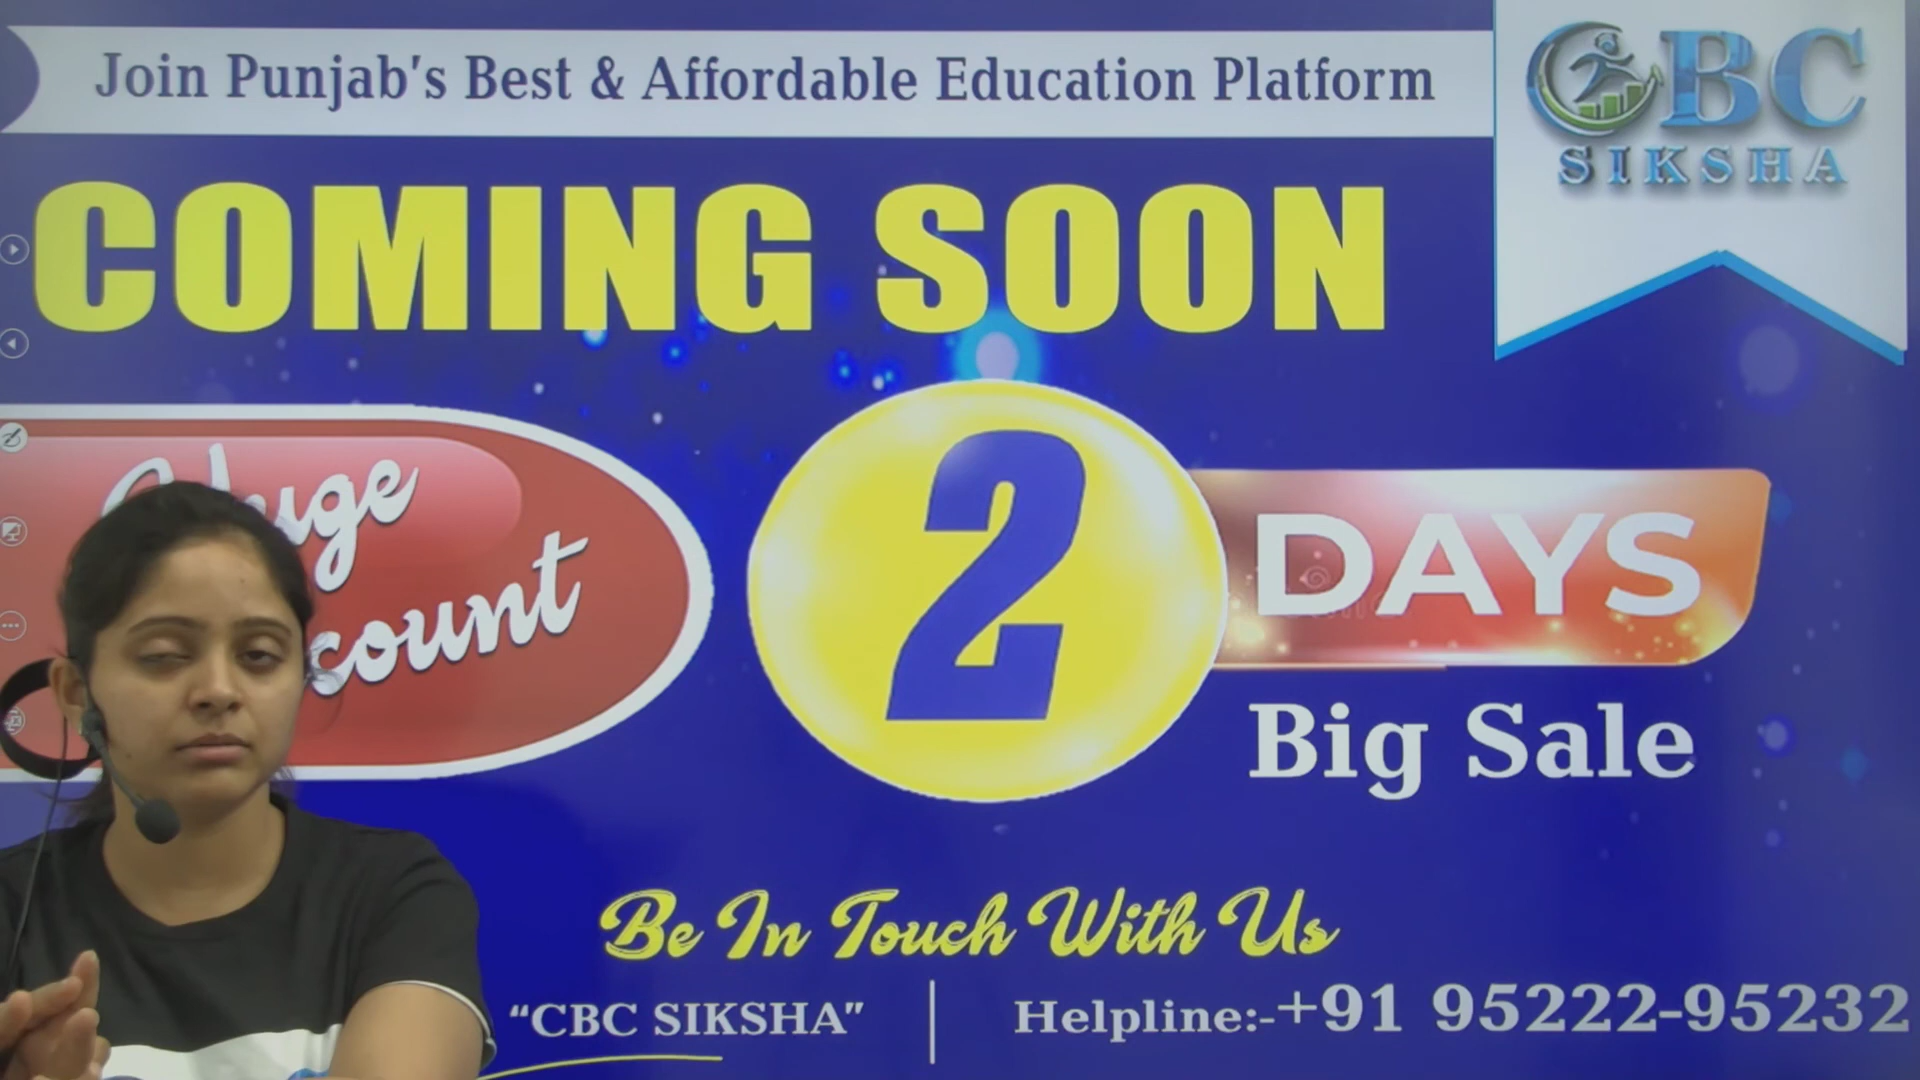 Join Punjab's Best & Affordable Education Platform
CBC
SIKSHA
COMING SOON
Huge
2
DAYS
Big Sale
Be In Touch With Us
"CBC SIKSHA"
Helpline:-+91 95222-95232